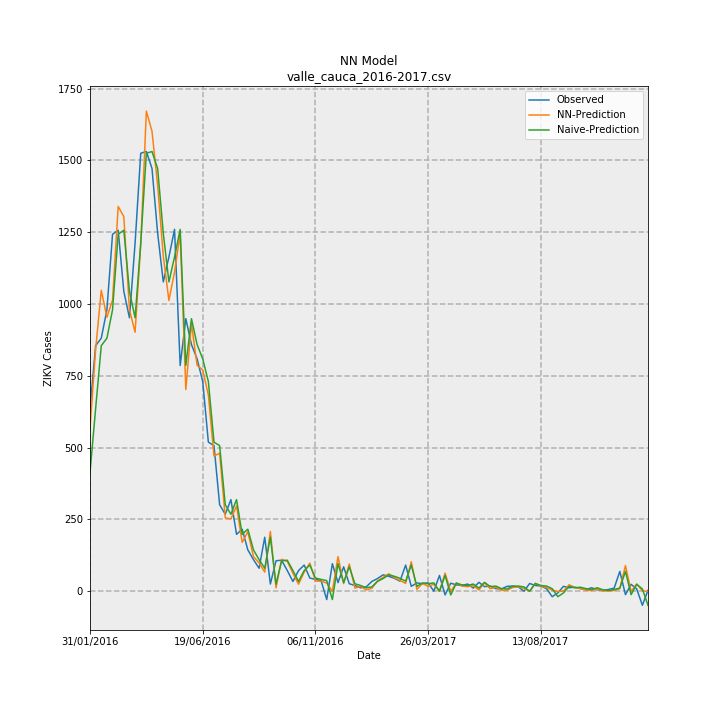 NN Model
valle_cauca_2016-2017.csv
Observed
NN-Prediction
Naive-Prediction
ZIKV Cases
1750
1500
1250
1000
750
500
250
0
31/01/2016
19/06/2016
06/11/2016
26/03/2017
13/08/2017
Date